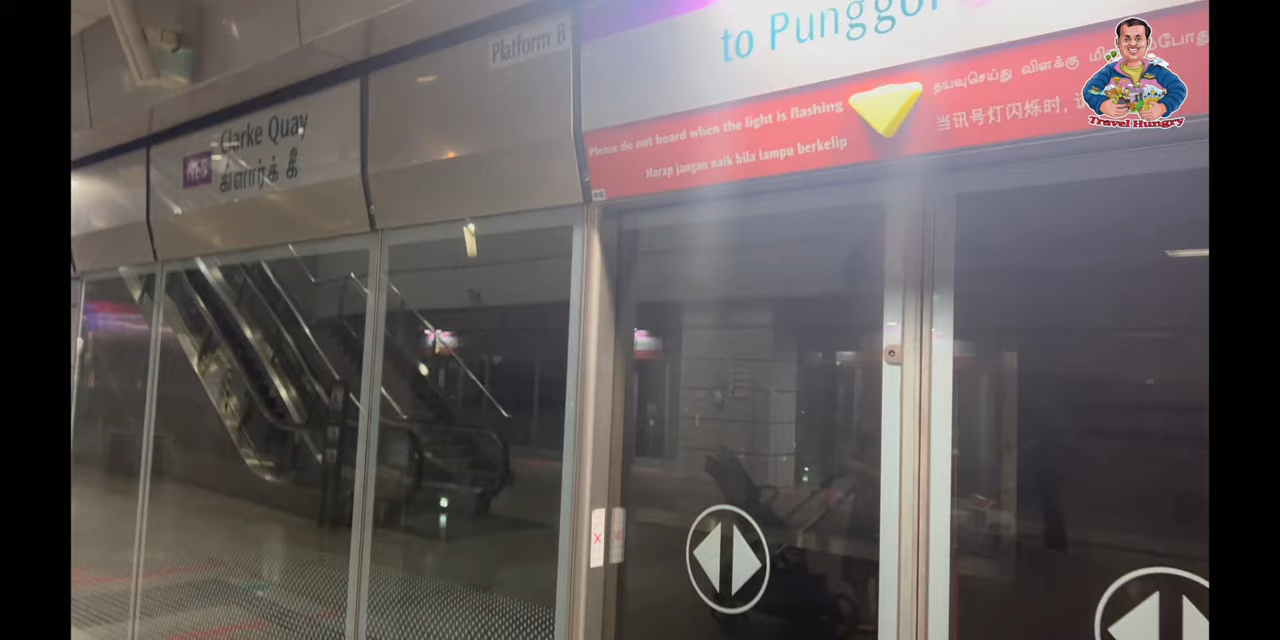 to Punggol
Platform B
Clarke Quay
NE5
கிளார்க் கீ
Please do not board when the light is flashing
Harap jangan naik bila lampu berkelip
தயவுசெய்து விளக்கு
当讯号灯闪烁时,
Travel Hungry